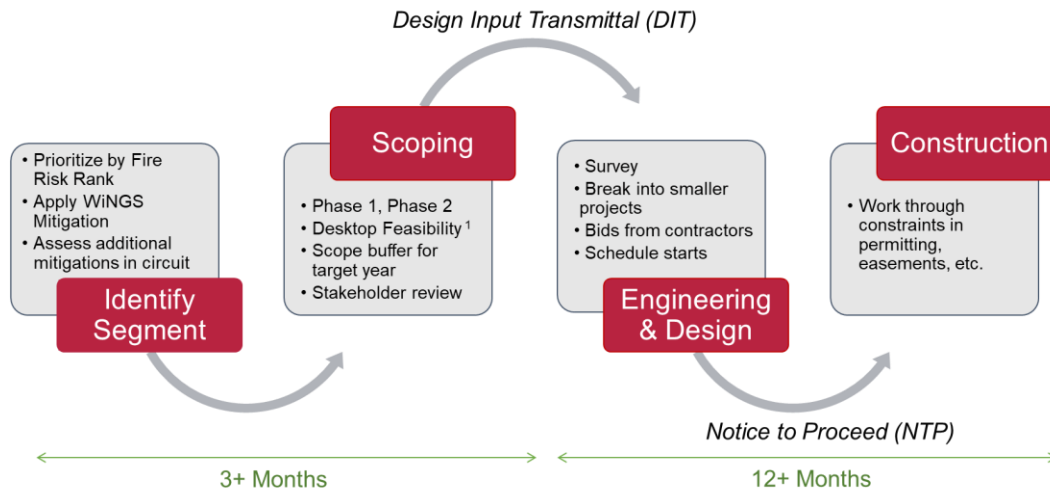 Design Input Transmittal (DIT)
• Prioritize by Fire
Risk Rank
• Apply WiNGS
Mitigation
• Assess additional
mitigations in circuit
Identify
Segment
Scoping
• Phase 1, Phase 2
• Desktop Feasibility ¹
• Scope buffer for
target year
• Stakeholder review
• Survey
• Break into smaller
projects
• Bids from contractors
• Schedule starts
Engineering
& Design
Construction
• Work through
constraints in
permitting,
easements, etc.
Notice to Proceed (NTP)
3+ Months
12+ Months